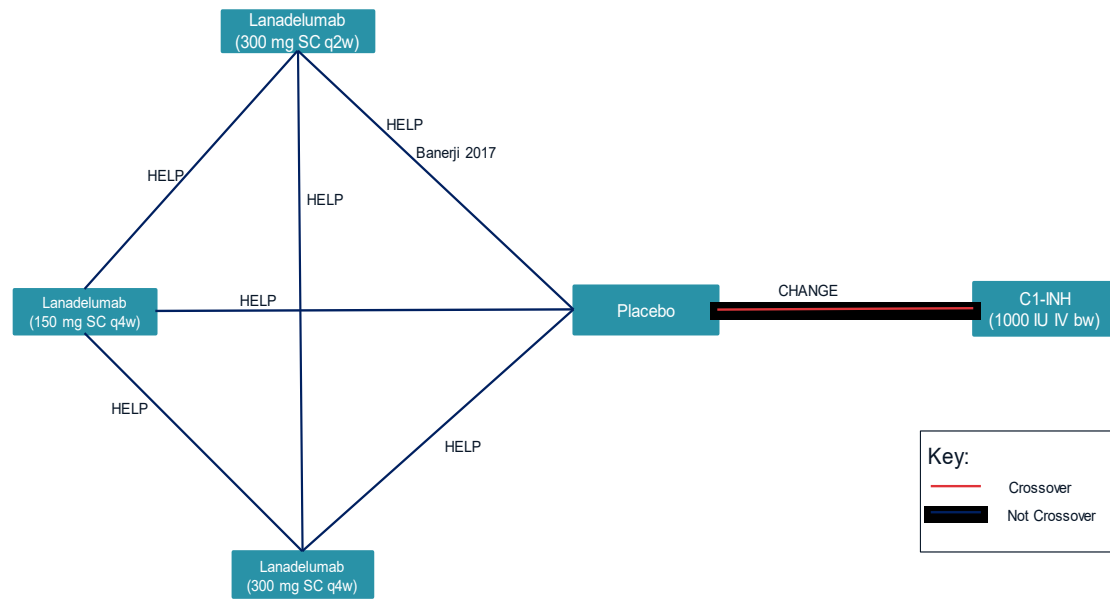 Lanadelumab
(300 mg SC q2w)
HELP
Banerji 2017
HELP
HELP
Lanadelumab
(150 mg SC q4w)
HELP
Placebo
CHANGE
C1-INH
(1000 IU IV bw)
HELP
HELP
Key:
Crossover
Not Crossover
Lanadelumab
(300 mg SC q4w)